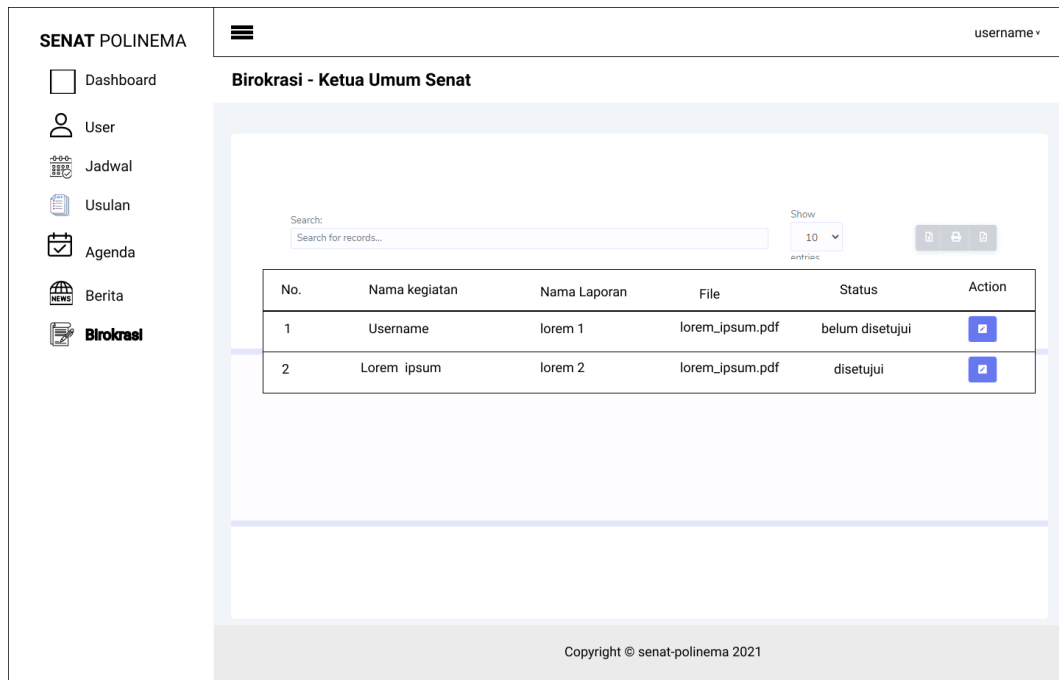 SENAT POLINEMA
username
Dashboard
User
Jadwal
Usulan
Agenda
NEWS
Berita
Birokrasi
Birokrasi - Ketua Umum Senat
Search:
Search for records...
Show
10
entries
No. Nama kegiatan Nama Laporan File Status Action
1 Username lorem 1 lorem_ipsum.pdf belum disetujui
2 Lorem ipsum lorem 2 lorem_ipsum.pdf disetujui
Copyright © senat-polinema 2021